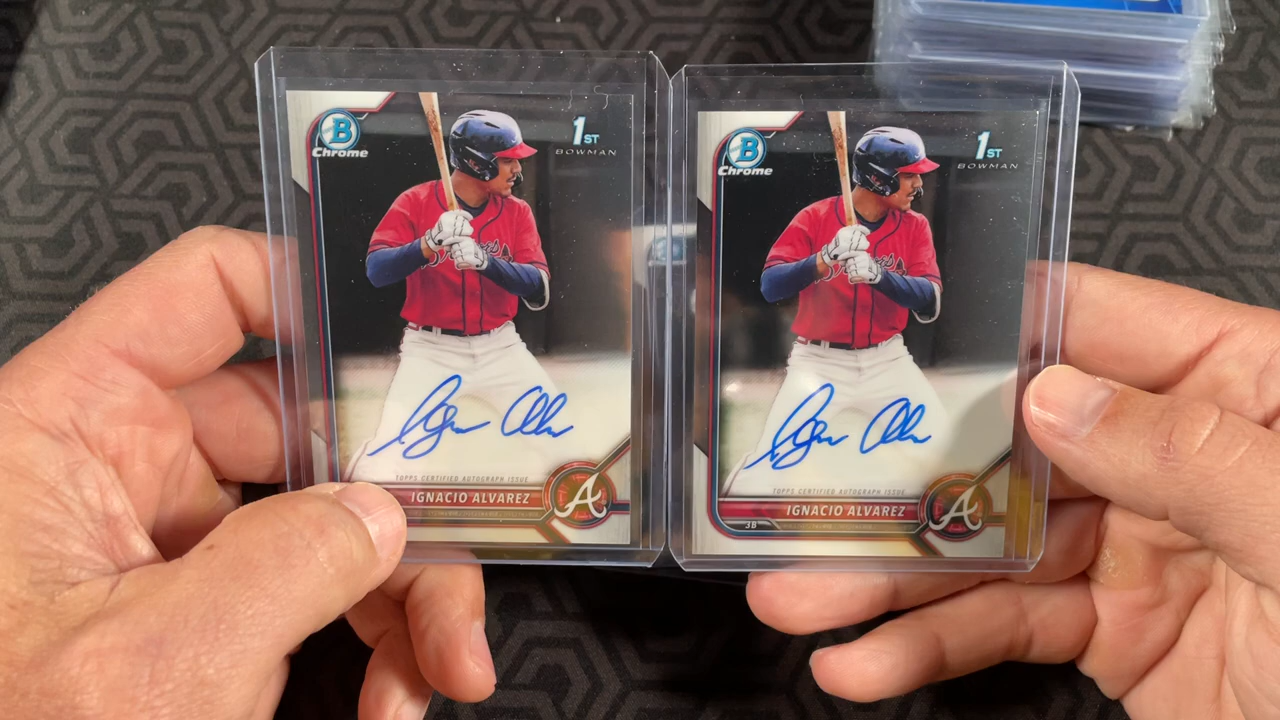 B
Chrome
1ST
BOWMAN
TOPPS CERTIFIED AUTOGRAPH ISSUE
IGNACIO ALVAREZ
A
B
Chrome
1ST
BOWMAN
TOPPS CERTIFIED AUTOGRAPH ISSUE
IGNACIO ALVAREZ
3B
A